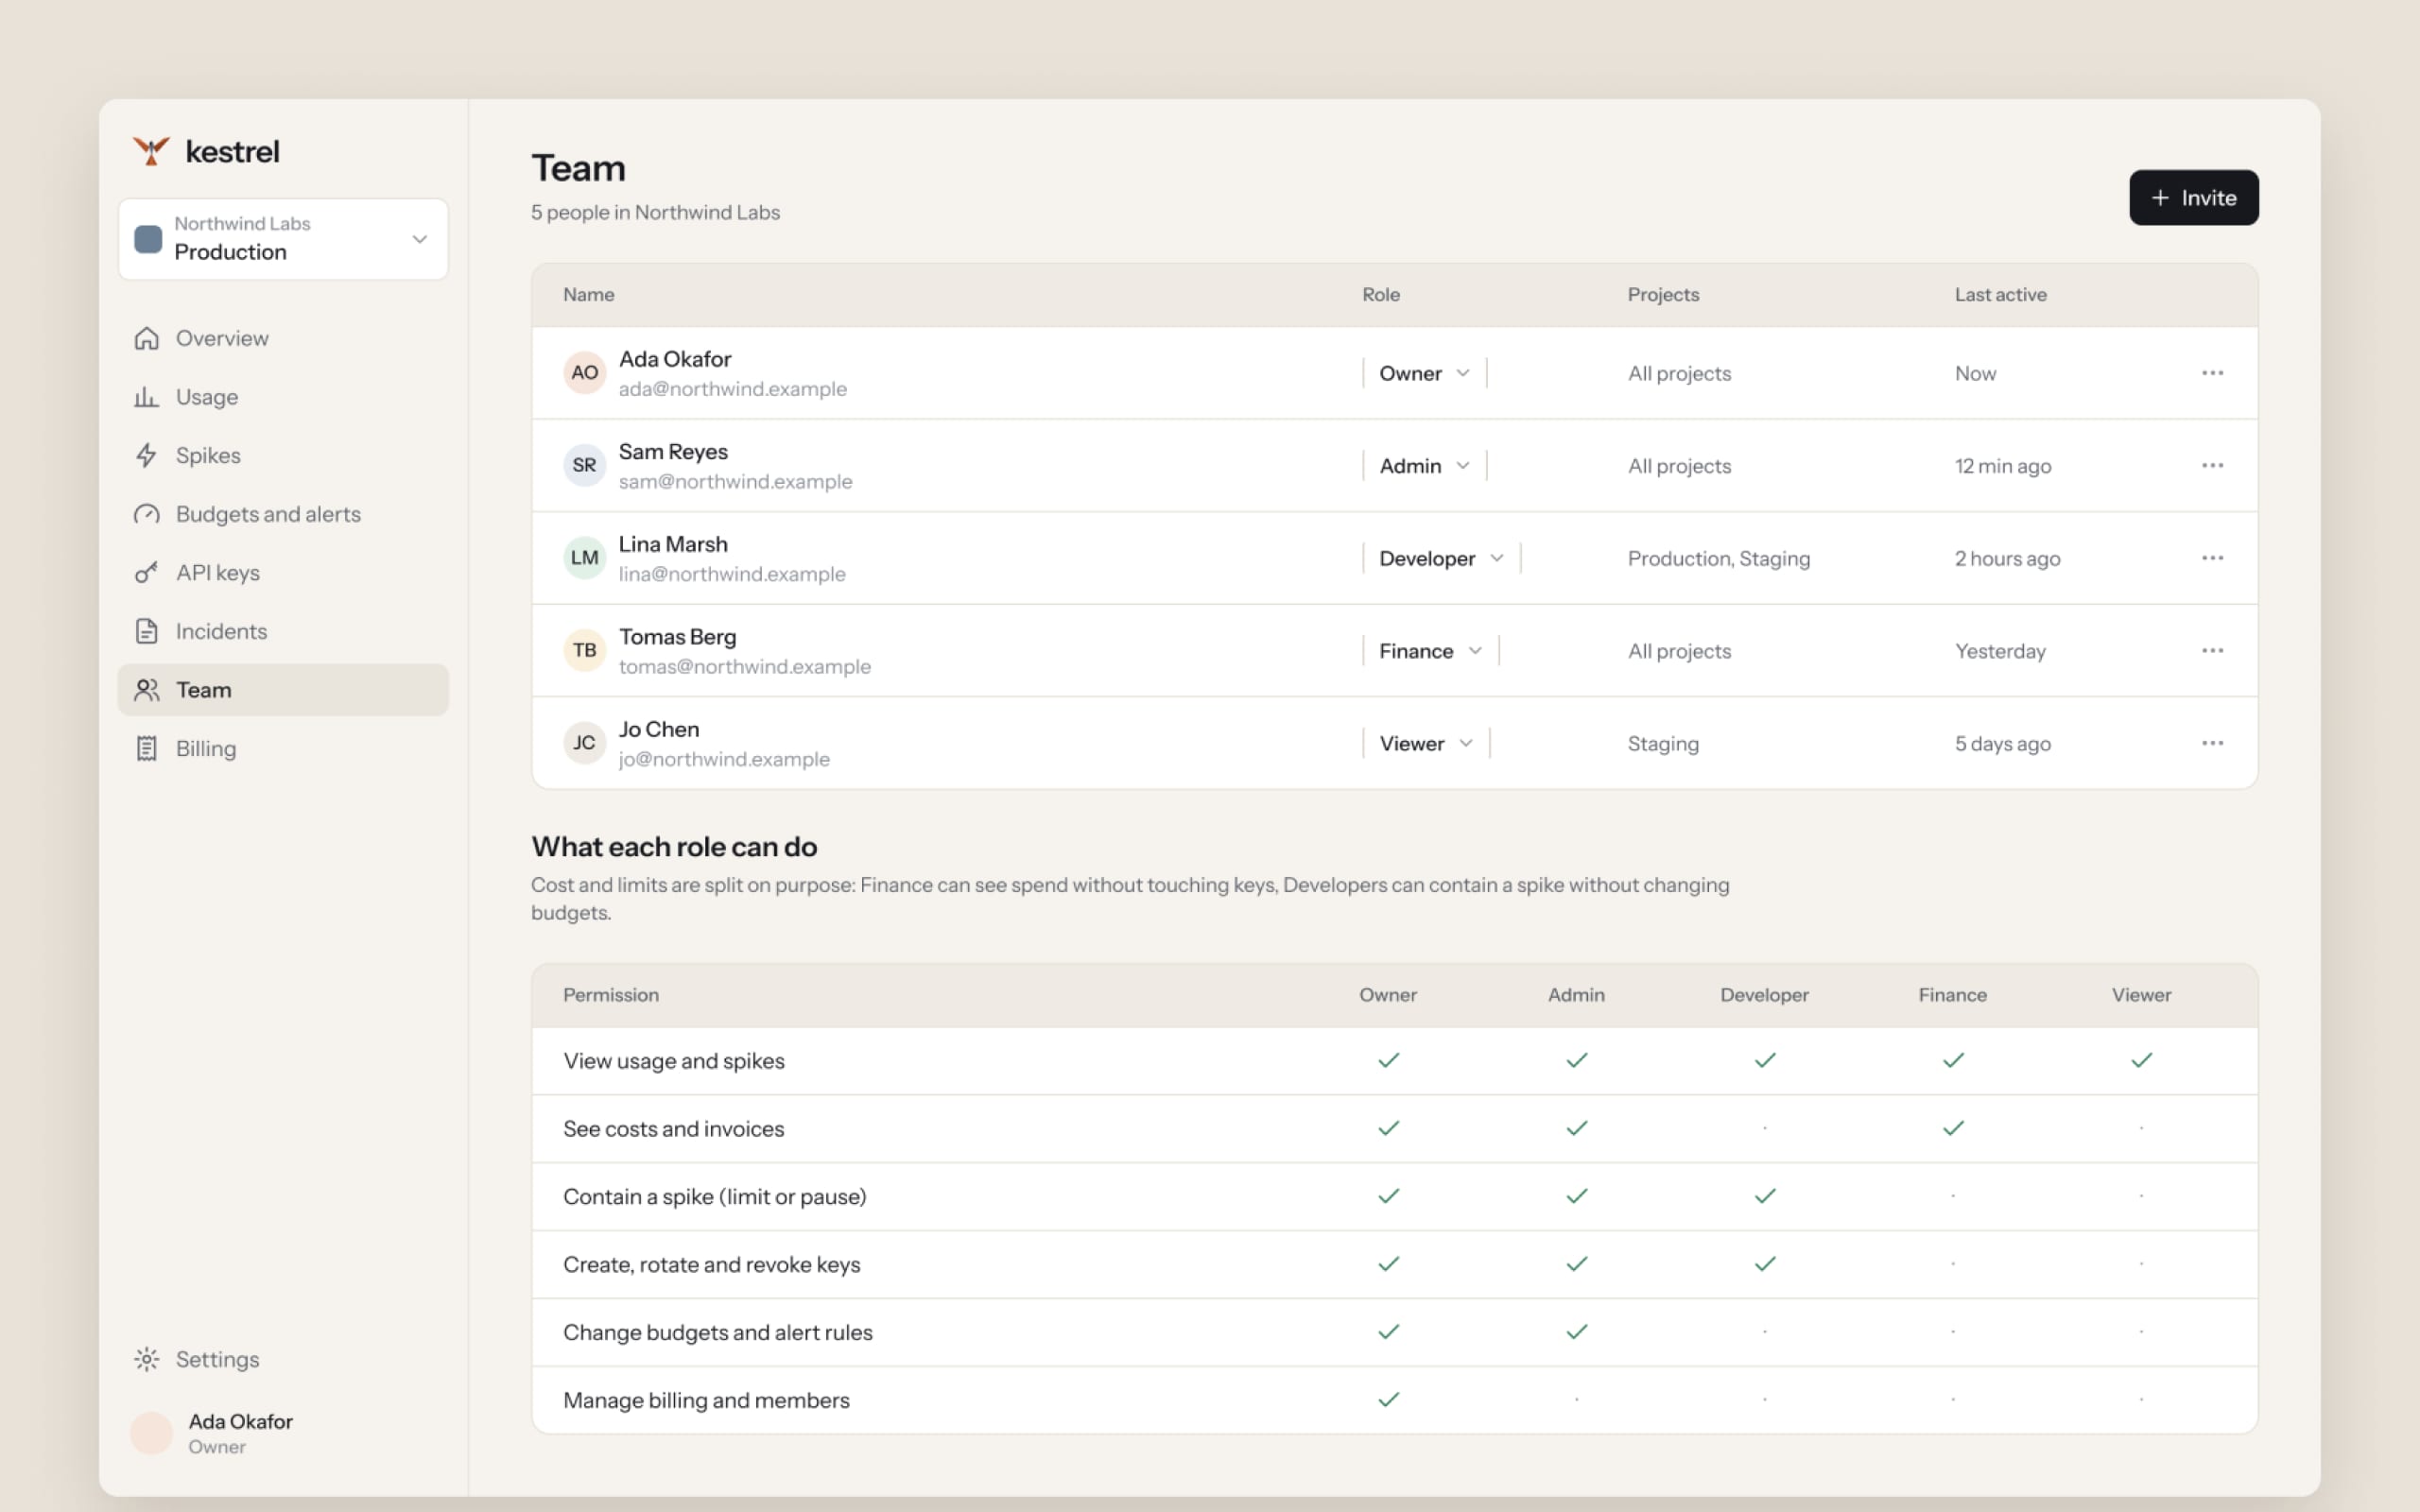 kestrel
Northwind Labs
Production
Overview
Usage
Spikes
Budgets and alerts
API keys
Incidents
Team
Billing
Settings
Ada Okafor
Owner
Team
5 people in Northwind Labs
+ Invite
Name Role Projects Last active
AO Ada Okafor Owner All projects Now
ada@northwind.example
SR Sam Reyes Admin All projects 12 min ago
sam@northwind.example
LM Lina Marsh Developer Production, Staging 2 hours ago
lina@northwind.example
TB Tomas Berg Finance All projects Yesterday
tomas@northwind.example
JC Jo Chen Viewer Staging 5 days ago
jo@northwind.example
What each role can do
Cost and limits are split on purpose: Finance can see spend without touching keys, Developers can contain a spike without changing
budgets.
Permission Owner Admin Developer Finance Viewer
View usage and spikes ✓ ✓ ✓ ✓ ✓
See costs and invoices ✓ ✓ · ✓ ·
Contain a spike (limit or pause) ✓ ✓ ✓ · ·
Create, rotate and revoke keys ✓ ✓ ✓ · ·
Change budgets and alert rules ✓ ✓ · · ·
Manage billing and members ✓ · · · ·